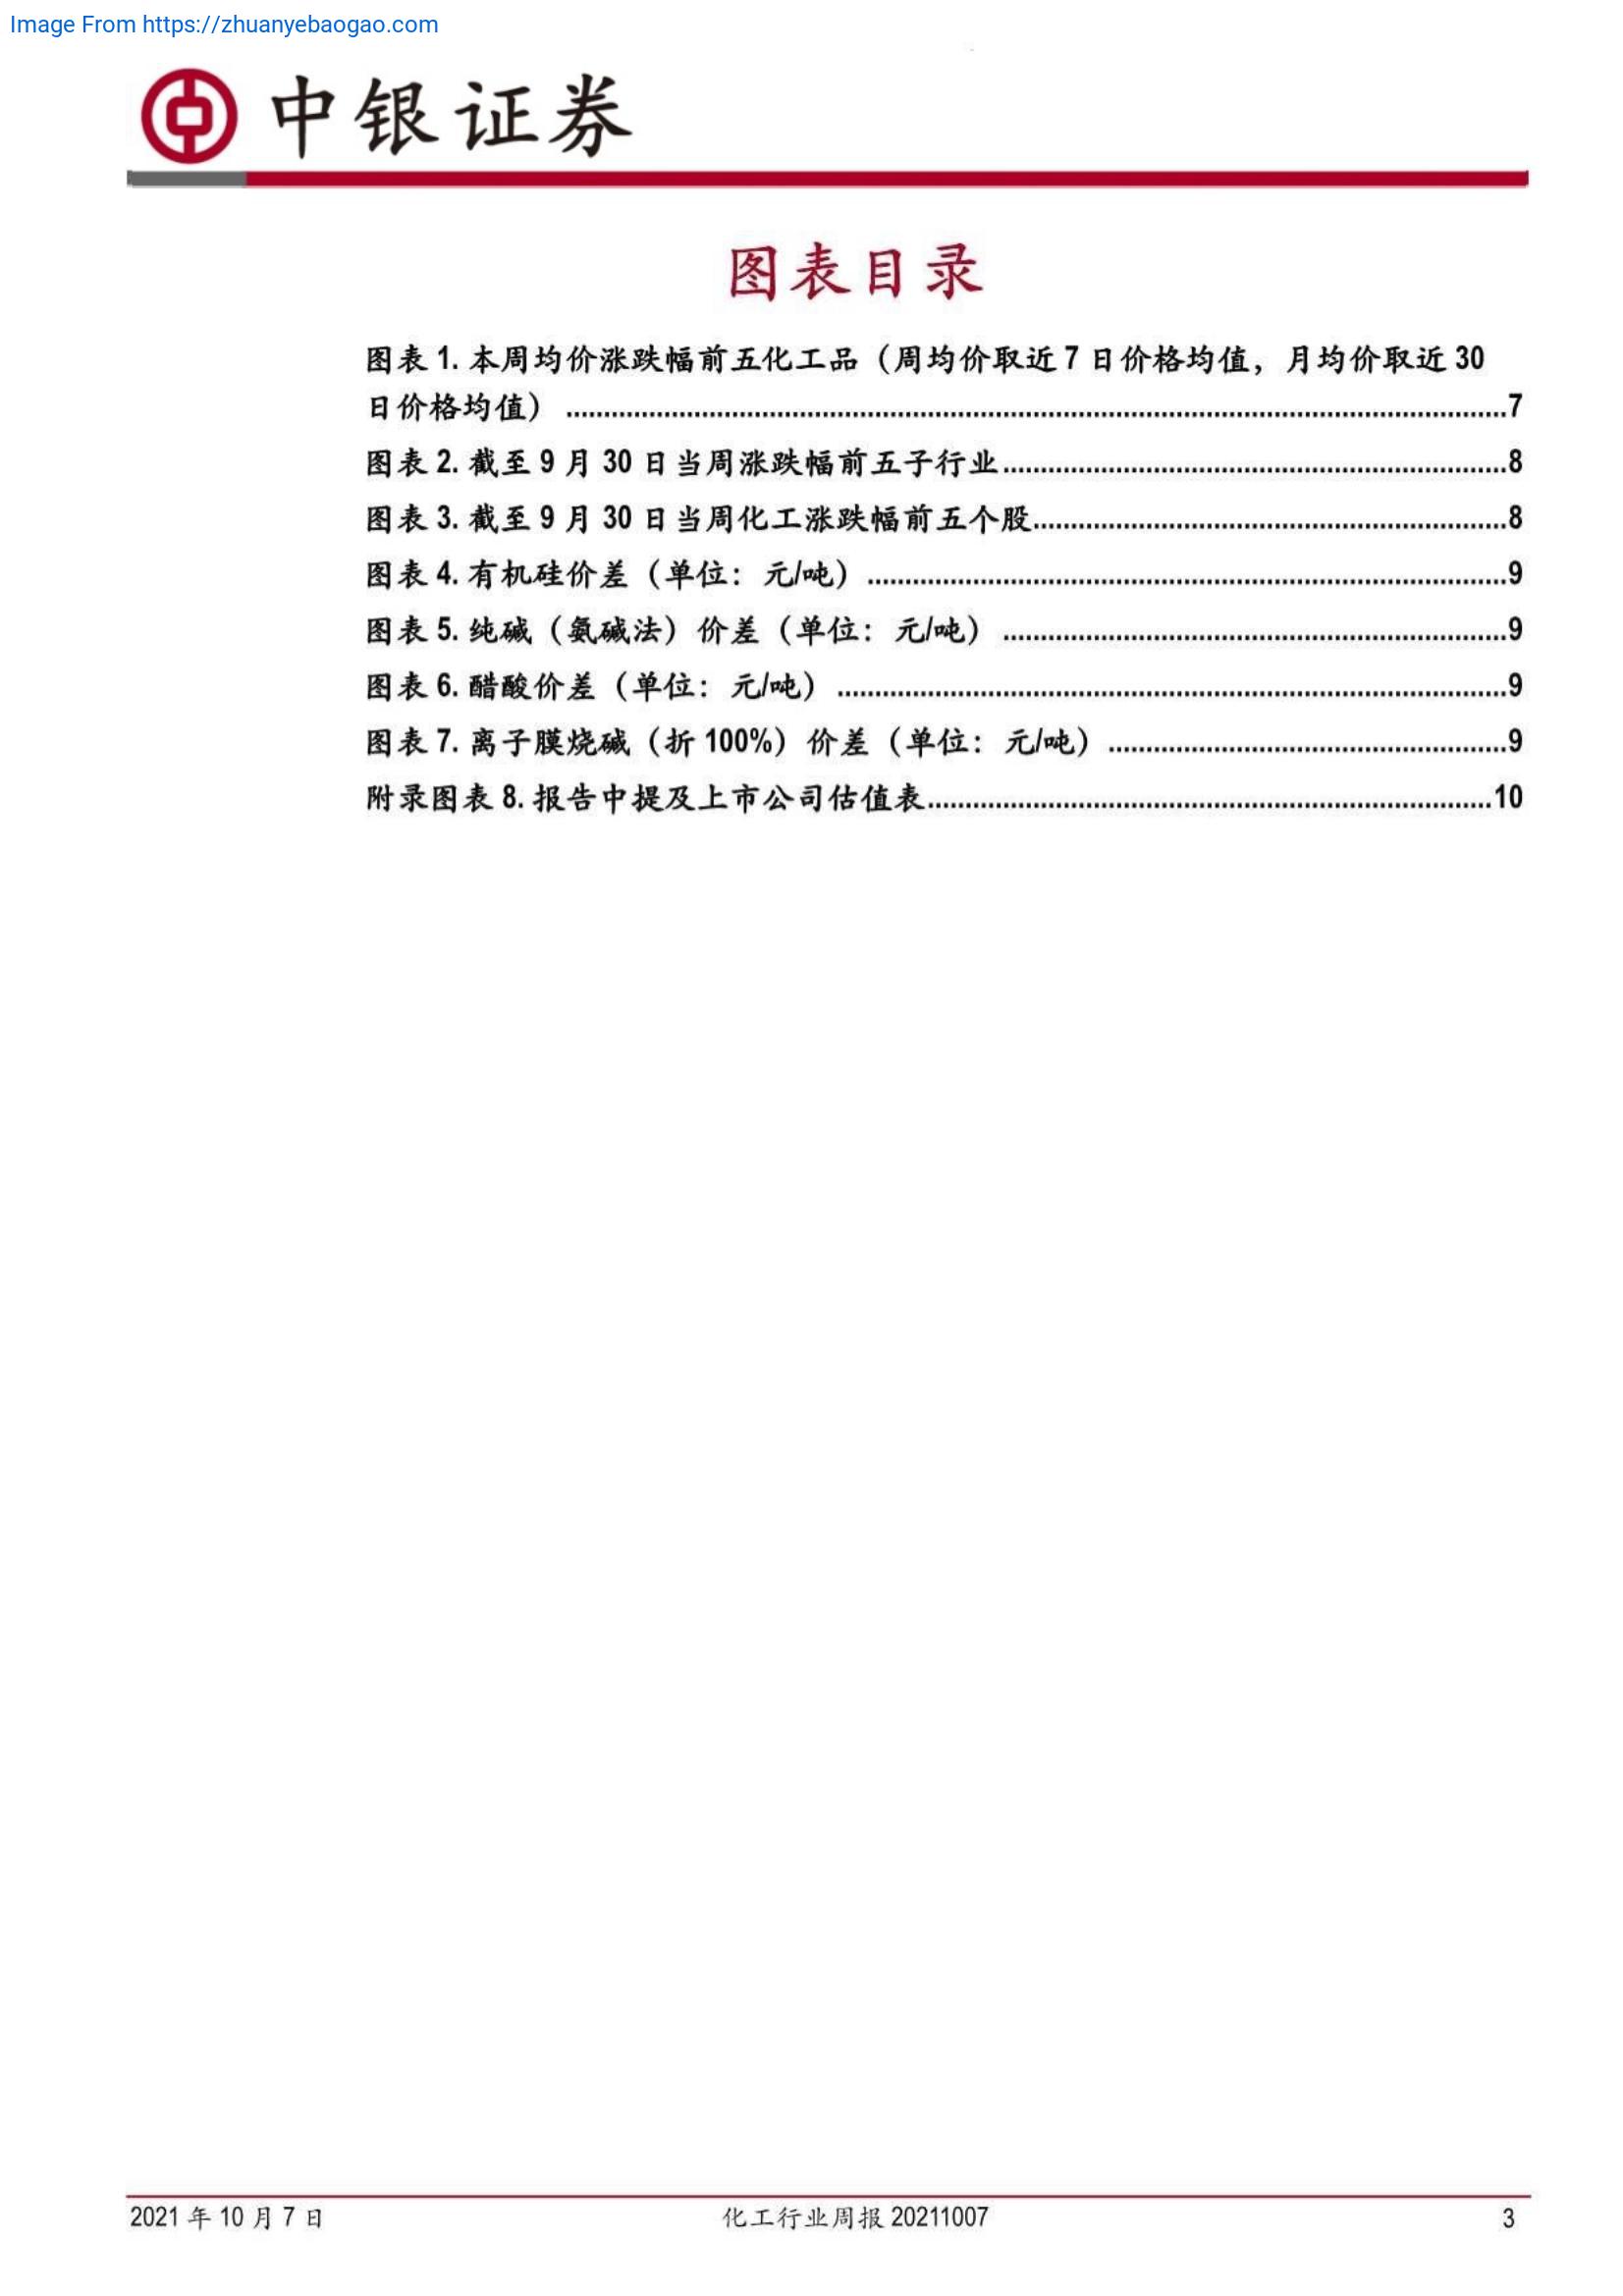 Image From https://zhuanyebaogao.com
中银证券
图表目录
图表 1. 本周均价涨跌幅前五化工品（周均价取近 7 日价格均值，月均价取近 30
日价格均值） ........................................................................................................................7
图表 2. 截至 9 月 30 日当周涨跌幅前五子行业................................................................8
图表 3. 截至 9 月 30 日当周化工涨跌幅前五个股............................................................8
图表 4. 有机硅价差（单位：元/吨） .................................................................................9
图表 5. 纯碱（氨碱法）价差（单位：元/吨） ................................................................9
图表 6. 醋酸价差（单位：元/吨） .....................................................................................9
图表 7. 离子膜烧碱（折 100%）价差（单位：元/吨） ...................................................9
附录图表 8. 报告中提及上市公司估值表........................................................................10
2021 年 10 月 7 日
化工行业周报 20211007
3